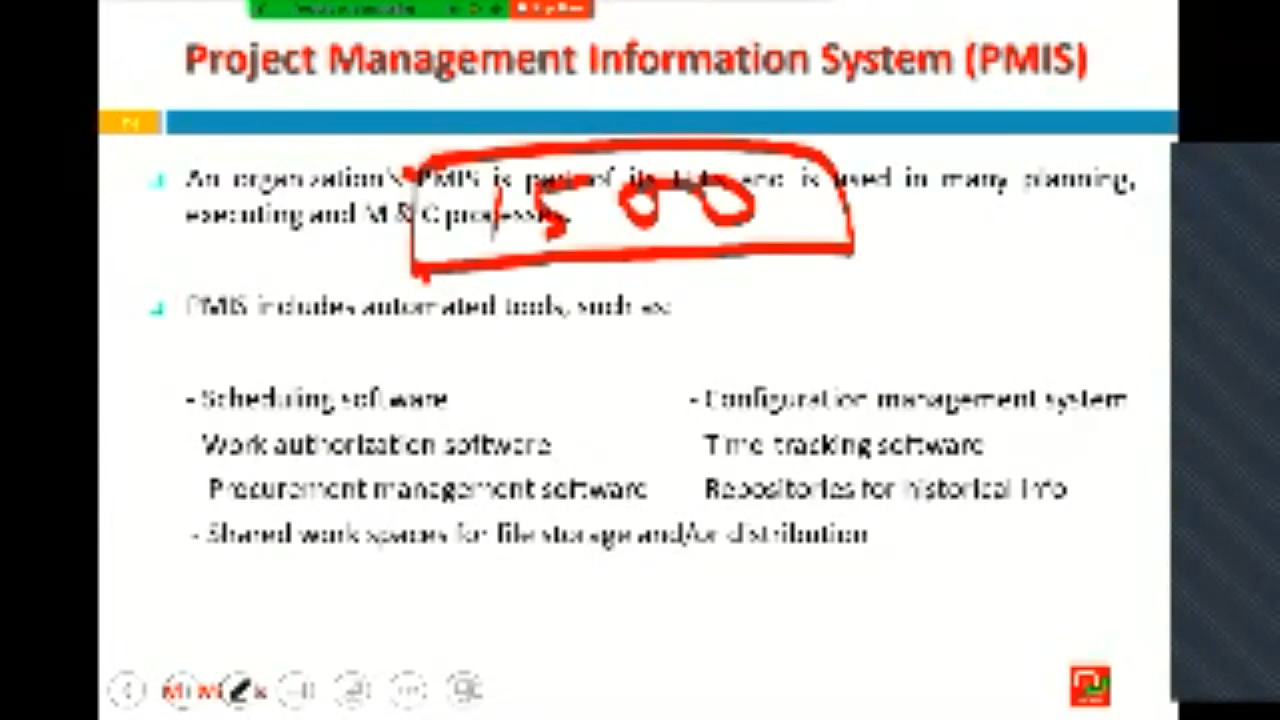 Project Management Information System (PMIS)
An organization's PMIS is part of its and is used in many planning,
executing and M & C processes.
1500
PMIS includes automated tools, such as:
- Scheduling software
- Configuration management system
Work authorization software
Time tracking software
Procurement management software
Repositories for historical info
- Shared work spaces for file storage and/or distribution